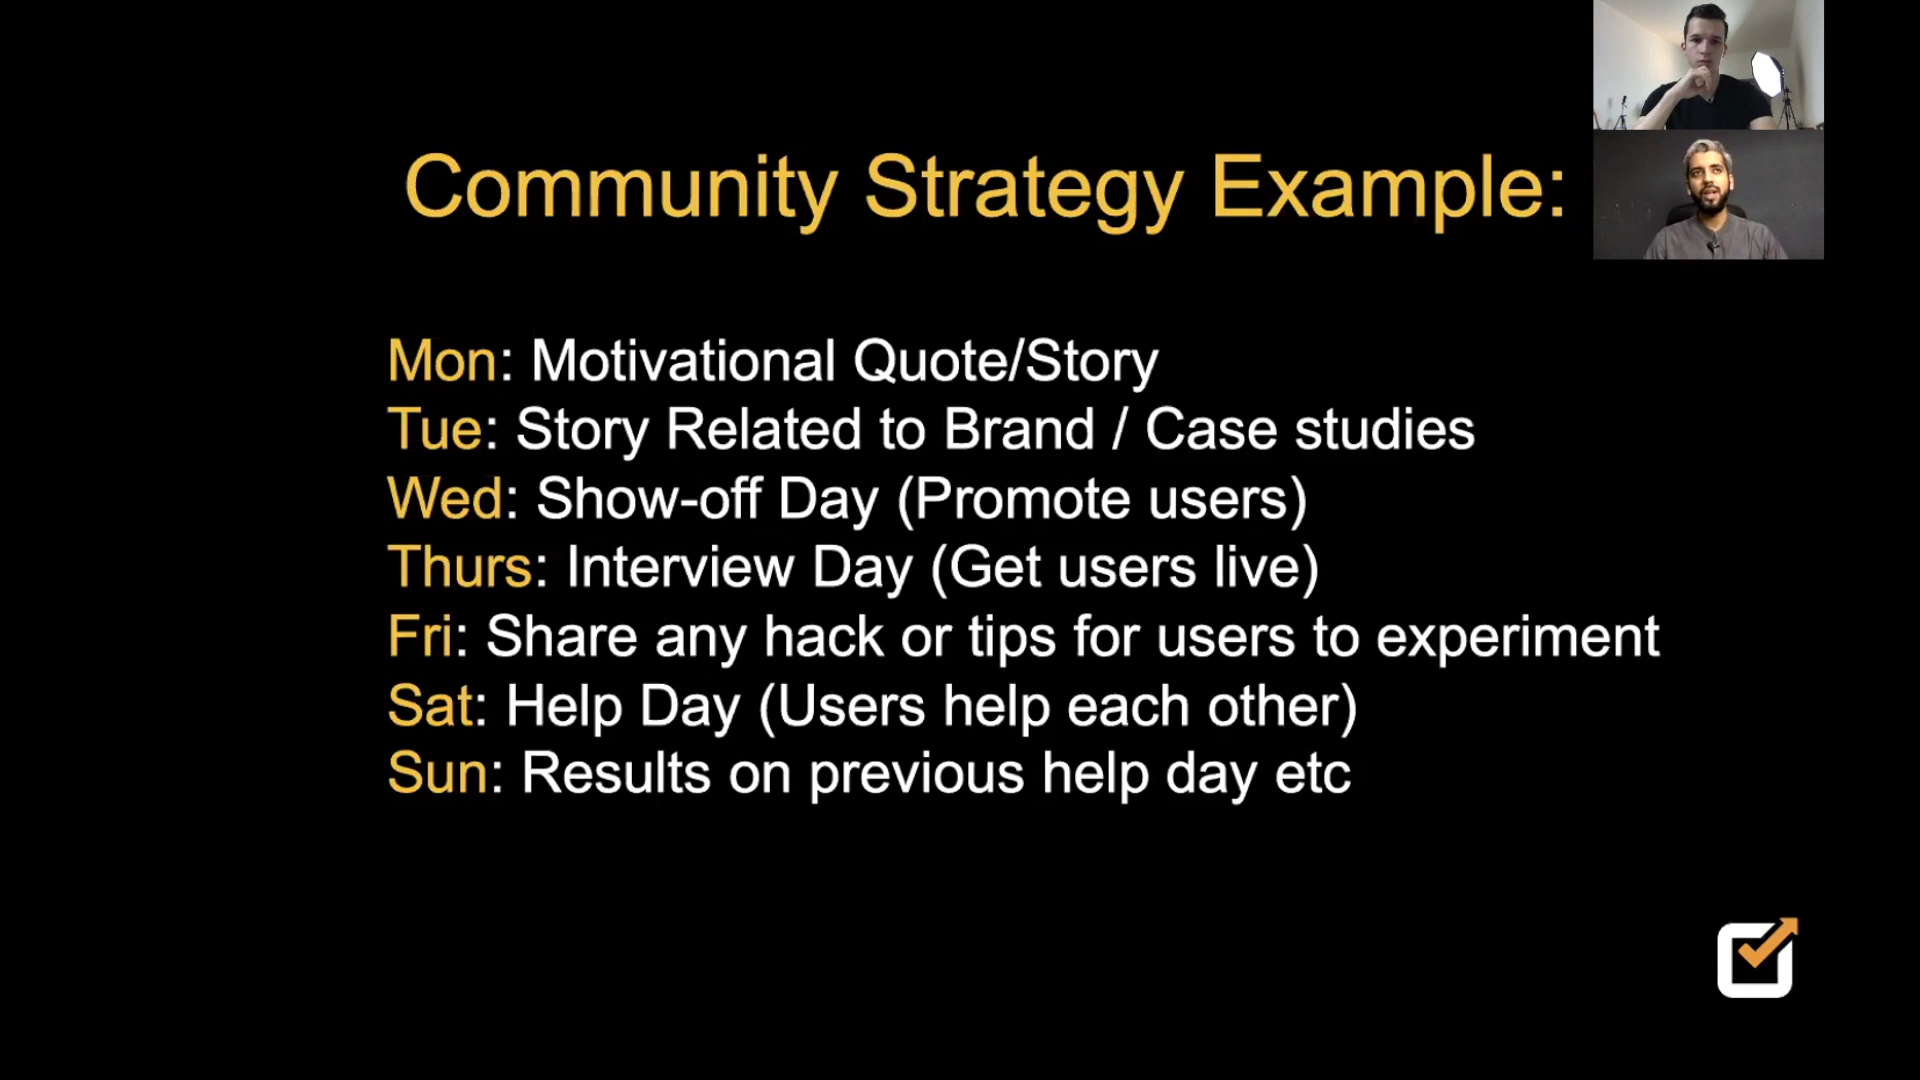 Community Strategy Example:
Mon: Motivational Quote/Story
Tue: Story Related to Brand / Case studies
Wed: Show-off Day (Promote users)
Thurs: Interview Day (Get users live)
Fri: Share any hack or tips for users to experiment
Sat: Help Day (Users help each other)
Sun: Results on previous help day etc